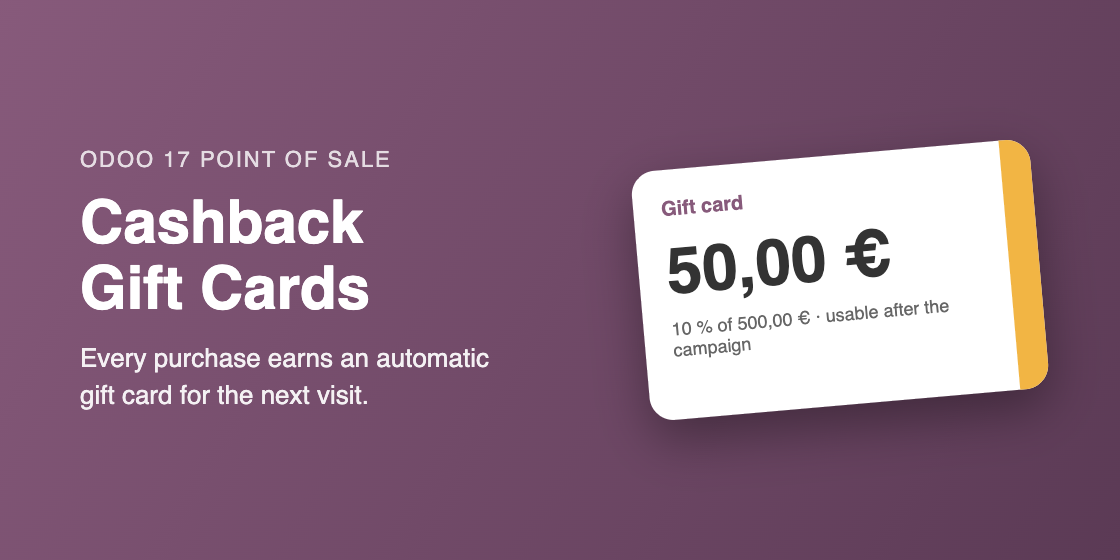 ODOO 17 POINT OF SALE
Cashback
Gift Cards
Every purchase earns an automatic
gift card for the next visit.
Gift card
50,00 €
10 % of 500,00 € · usable after the
campaign